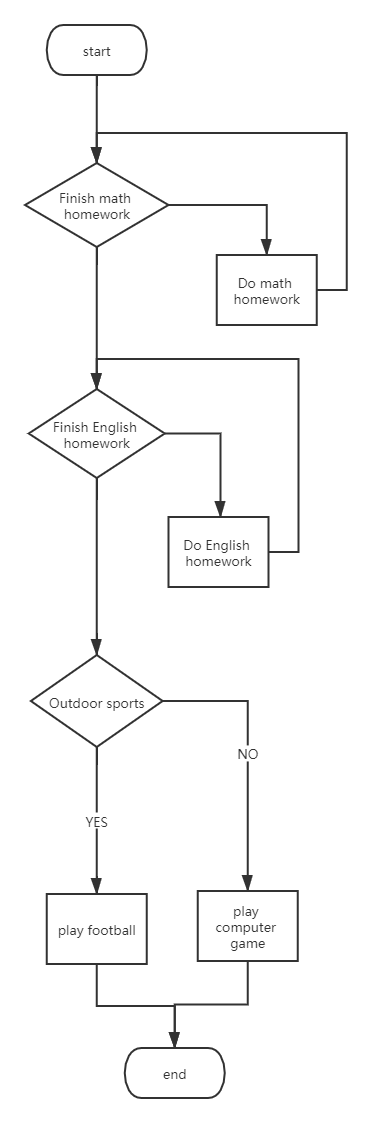 start
Finish math
homework
Do math
homework
Finish English
homework
Do English
homework
Outdoor sports
NO
YES
play football
play
computer
game
end